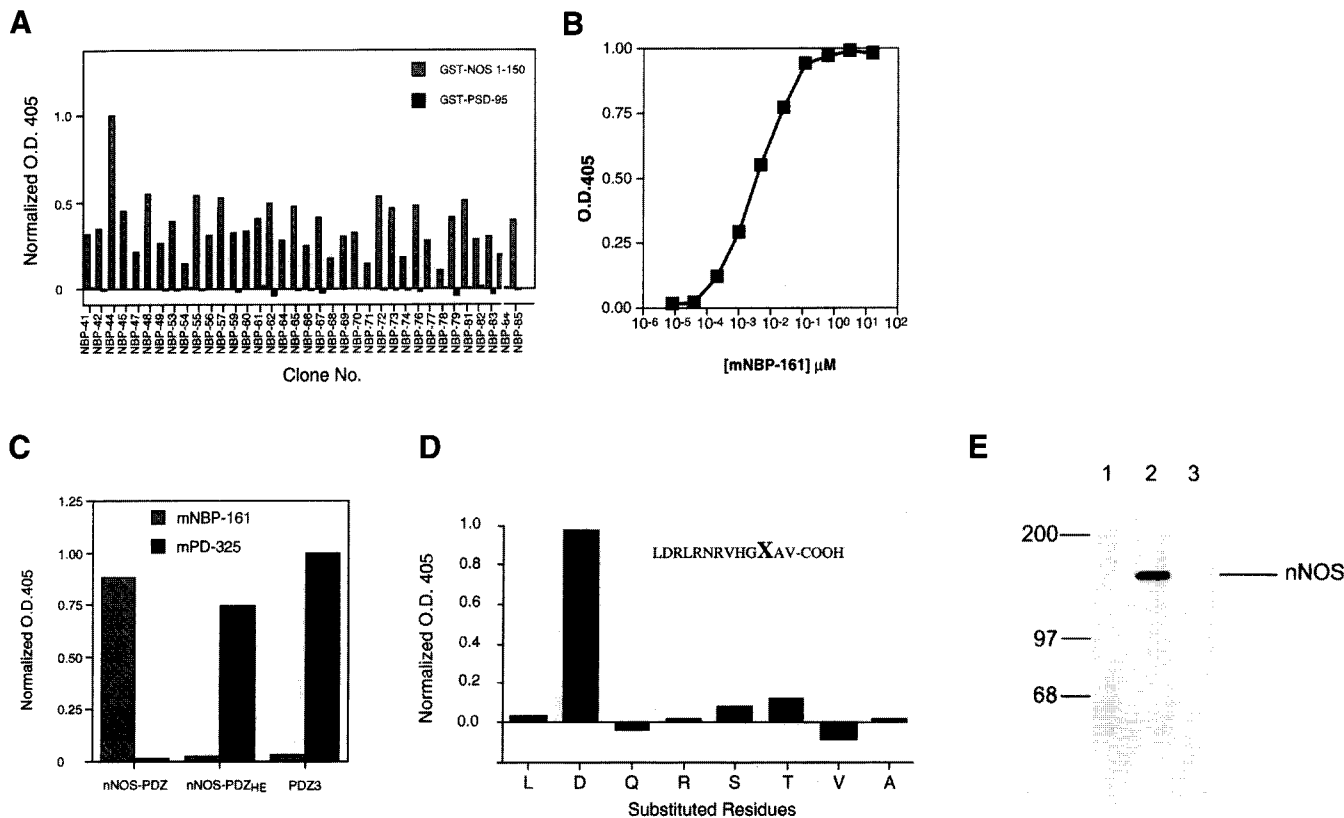 A
Normalized O.D. 405
1.0
0.5
0
GST-NOS 1-150
GST-PSD-95
NBP-41
NBP-42
NBP-44
NBP-45
NBP-47
NBP-48
NBP-49
NBP-53
NBP-54
NBP-55
NBP-56
NBP-57
NBP-59
NBP-60
NBP-61
NBP-62
NBP-64
NBP-65
NBP-66
NBP-67
NBP-68
NBP-69
NBP-70
NBP-71
NBP-72
NBP-73
NBP-74
NBP-76
NBP-77
NBP-78
NBP-79
NBP-81
NBP-82
NBP-83
NBP-85
Clone No.
B
O.D.405
1.00
0.75
0.50
0.25
0.00
10-6 10-5 10-4 10-3 10-2 10-1 100 101 102
[mNBP-161] μM
C
Normalized O.D.405
1.25
1.00
0.75
0.50
0.25
0
mNBP-161
mPD-325
nNOS-PDZ nNOS-PDZHE PDZ3
D
Normalized O.D. 405
1.0
0.8
0.6
0.4
0.2
0.0
LDRLRNRVHGXAV-COOH
L D Q R S T V A
Substituted Residues
E
1 2 3
200
97
68
nNOS